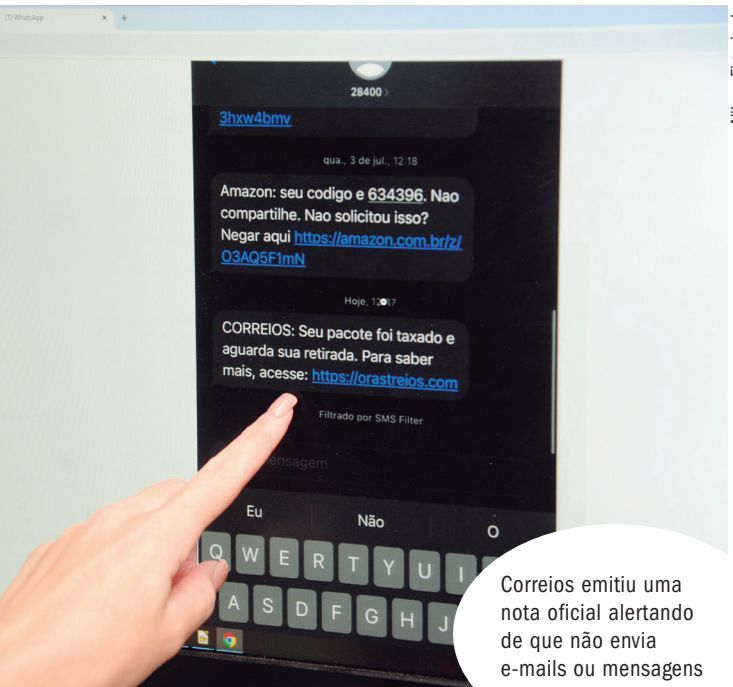 (1) WhatsApp
28400
3hxw4bmv
qua., 3 de jul., 12:18
Amazon: seu codigo e 634396. Nao
compartilhe. Nao solicitou isso?
Negar aqui https://amazon.com.br/z/
O3AQ5F1mN
Hoje,
CORREIOS: Seu pacote foi taxado e
aguarda sua retirada. Para saber
mais, acesse: https://orastreios.com
Filtrado por SMS Filter
Eu Não O
Q W E R T Y U I
A S D F G H J
Correios emitiu uma
nota oficial alertando
de que não envia
e-mails ou mensagens